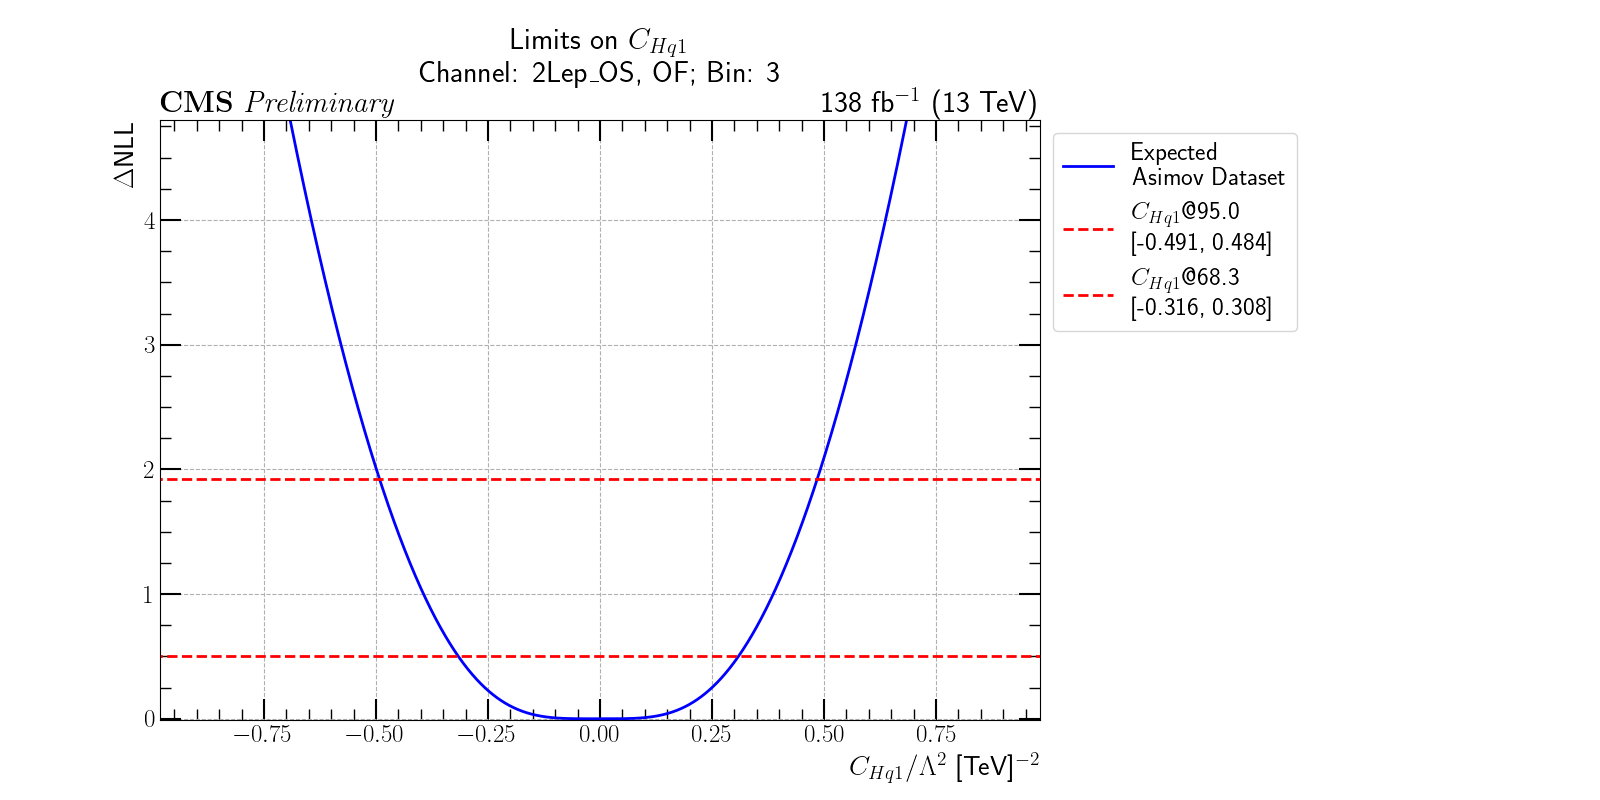 Limits on C_{Hq1}
Channel: 2Lep_OS, OF; Bin: 3
CMS Preliminary
138 fb^{-1} (13 TeV)
ΔNLL
4
3
2
1
0
−0.75 −0.50 −0.25 0.00 0.25 0.50 0.75
C_{Hq1}/Λ^2 [TeV]^{-2}
Expected
Asimov Dataset
C_{Hq1}@95.0
[-0.491, 0.484]
C_{Hq1}@68.3
[-0.316, 0.308]